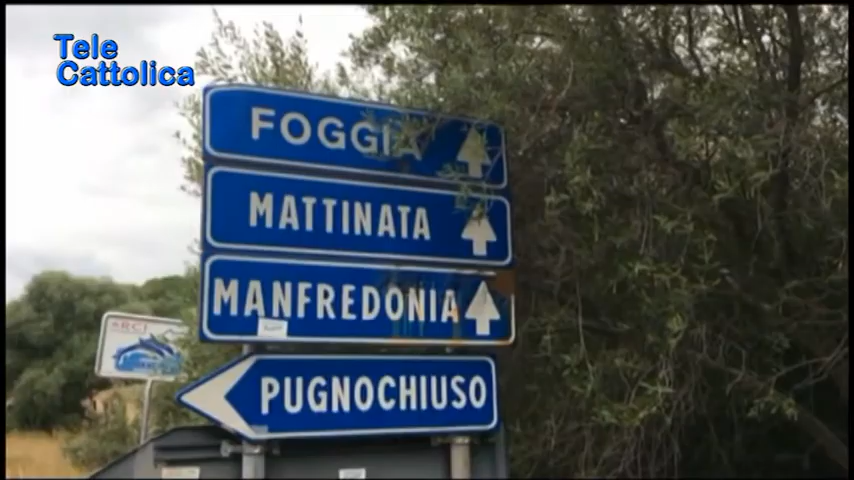 Tele
Cattolica
FOGGIA
MATTINATA
MANFREDONIA
PUGNOCHIUSO